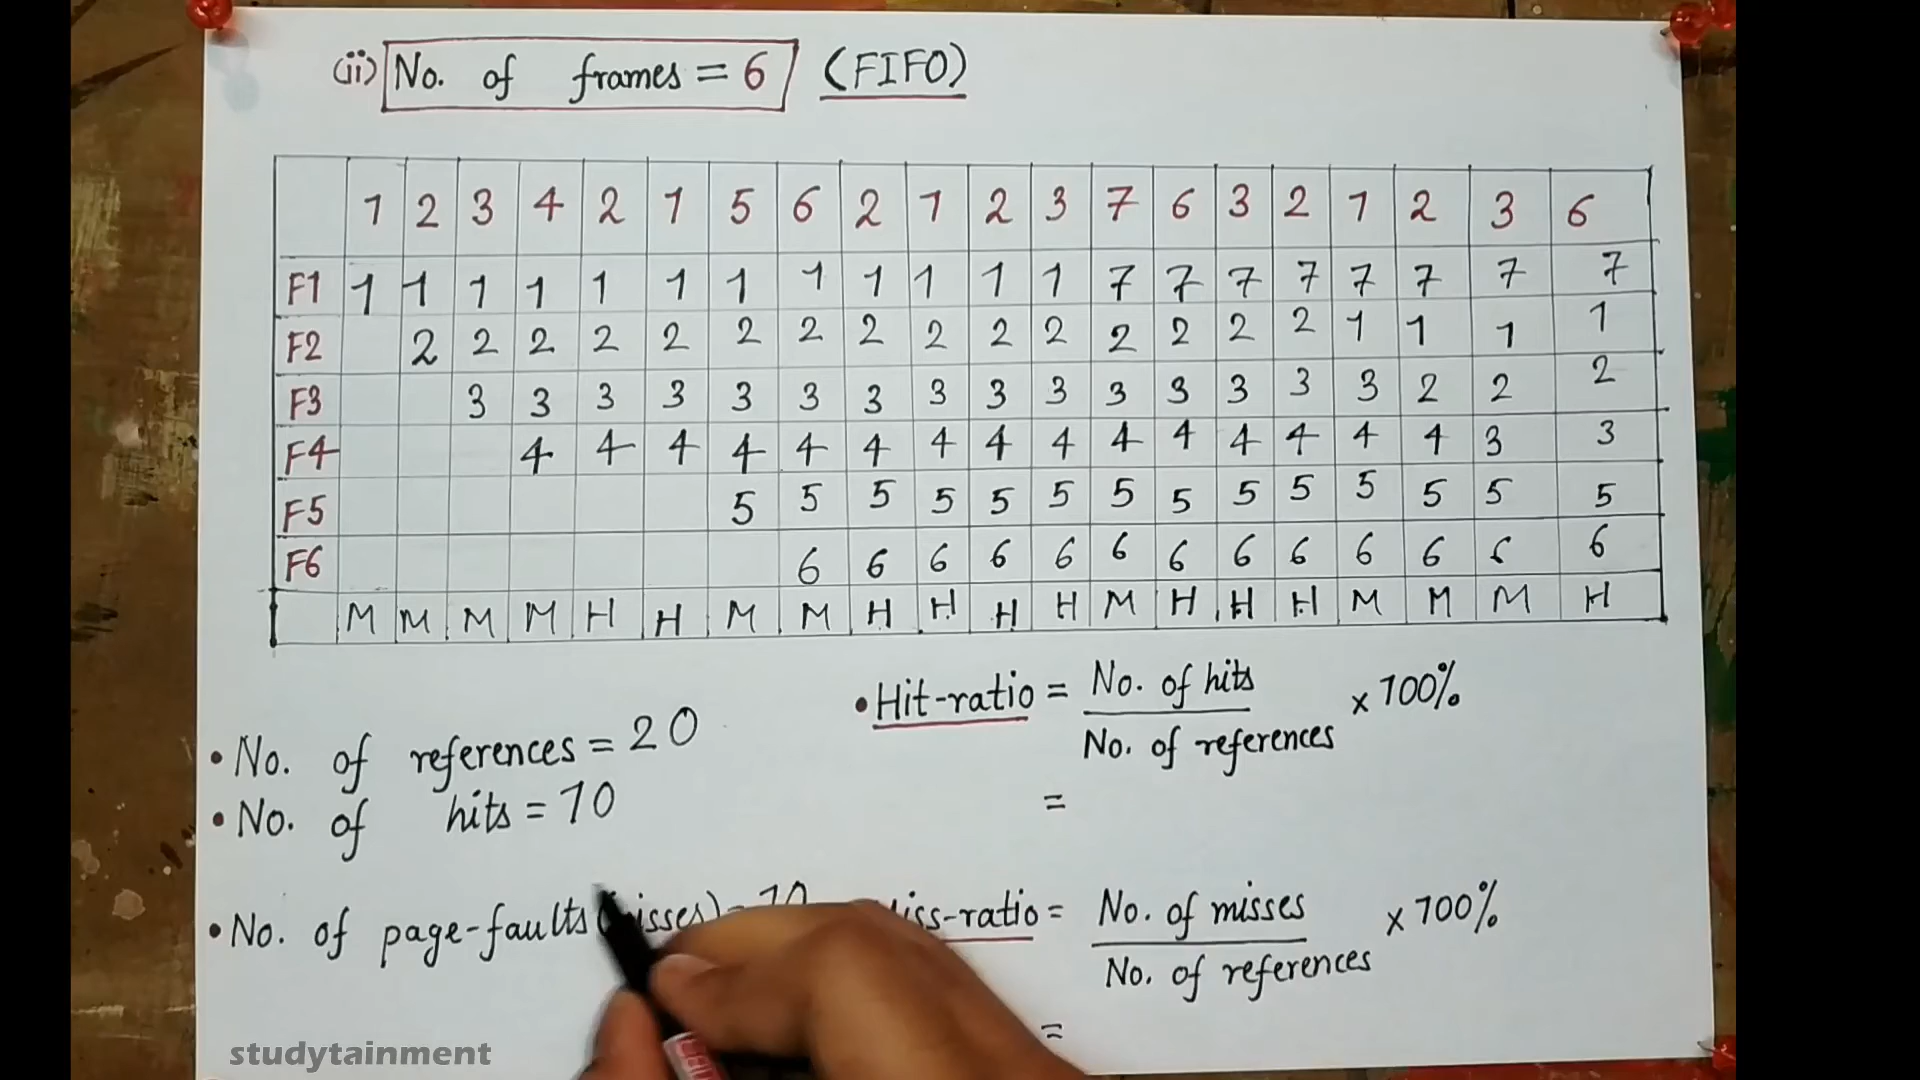 (ii) No. of frames = 6 (FIFO)
1 2 3 4 2 1 5 6 2 1 2 3 7 6 3 2 1 2 3 6
F1 1 1 1 1 1 1 1 1 1 1 1 1 7 7 7 7 7 7 7 7
F2 2 2 2 2 2 2 2 2 2 2 2 2 2 2 2 1 1 1 1
F3 3 3 3 3 3 3 3 3 3 3 3 3 3 3 3 2 2 2
F4 4 4 4 4 4 4 4 4 4 4 4 4 4 4 4 3 3
F5 5 5 5 5 5 5 5 5 5 5 5 5 5 5
F6 6 6 6 6 6 6 6 6 6 6 6 6 6
M M M M H H M M H H H H M H H H M M M H
• No. of references = 20
• No. of hits = 10
• No. of page-faults = 10
• Hit-ratio = No. of hits × 100%
No. of references
=
-ratio = No. of misses × 100%
No. of references
=
studytainment